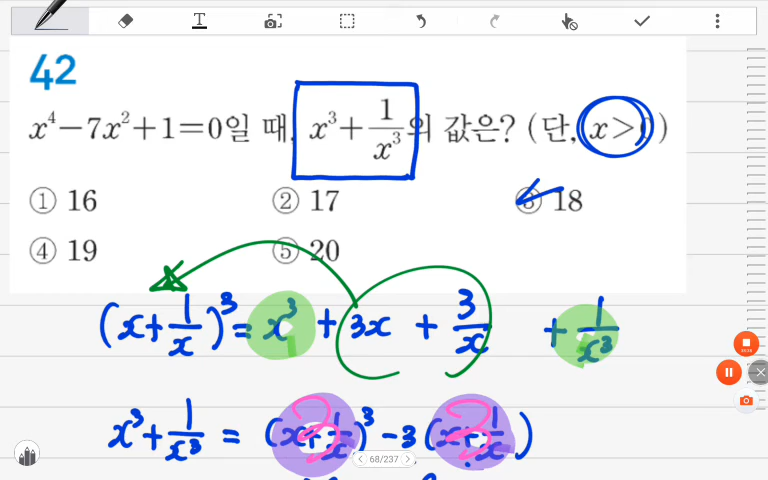 T
42
x⁴−7x²+1=0일 때, x³+1/x³의 값은? (단, x>0)
① 16 ② 17 ③ 18
④ 19 ⑤ 20
(x+1/x)³ = x³ + 3x + 3/x + 1/x³
x³+1/x³ = (x+1/x)³ −3(x+1/x)
< 68/237 >